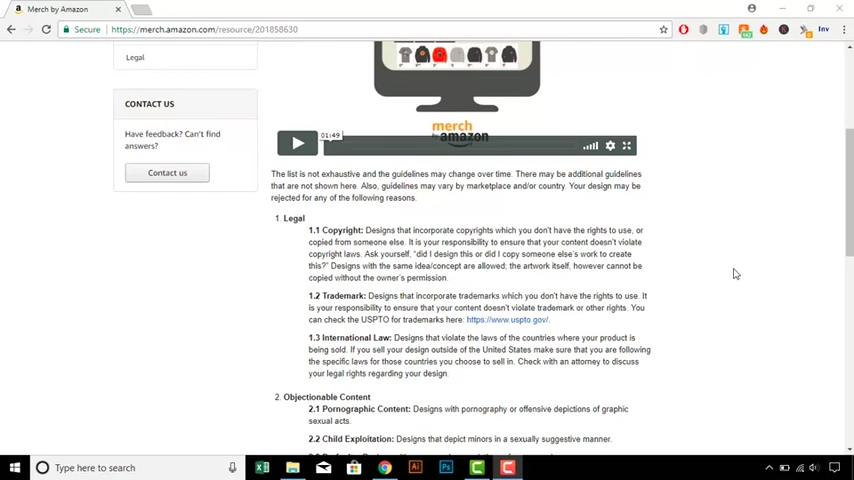 Merch by Amazon
Secure
https://merch.amazon.com/resource/201858630
Inv
Legal
CONTACT US
Have feedback? Can't find
answers?
Contact us
01:49
merch
by amazon
The list is not exhaustive and the guidelines may change over time. There may be additional guidelines
that are not shown here. Also, guidelines may vary by marketplace and/or country. Your design may be
rejected for any of the following reasons.
1. Legal
1.1 Copyright: Designs that incorporate copyrights which you don't have the rights to use, or
copied from someone else. It is your responsibility to ensure that your content doesn't violate
copyright laws. Ask yourself, "did I design this or did I copy someone else's work to create
this?" Designs with the same idea/concept are allowed; the artwork itself, however cannot be
copied without the owner's permission.
1.2 Trademark: Designs that incorporate trademarks which you don't have the rights to use. It
is your responsibility to ensure that your content doesn't violate trademark or other rights. You
can check the USPTO for trademarks here: https://www.uspto.gov/.
1.3 International Law: Designs that violate the laws of the countries where your product is
being sold. If you sell your design outside of the United States make sure that you are following
the specific laws for those countries you choose to sell in. Check with an attorney to discuss
your legal rights regarding your design.
2. Objectionable Content
2.1 Pornographic Content: Designs with pornography or offensive depictions of graphic
sexual acts.
2.2 Child Exploitation: Designs that depict minors in a sexually suggestive manner.
Type here to search
Ai
Ps